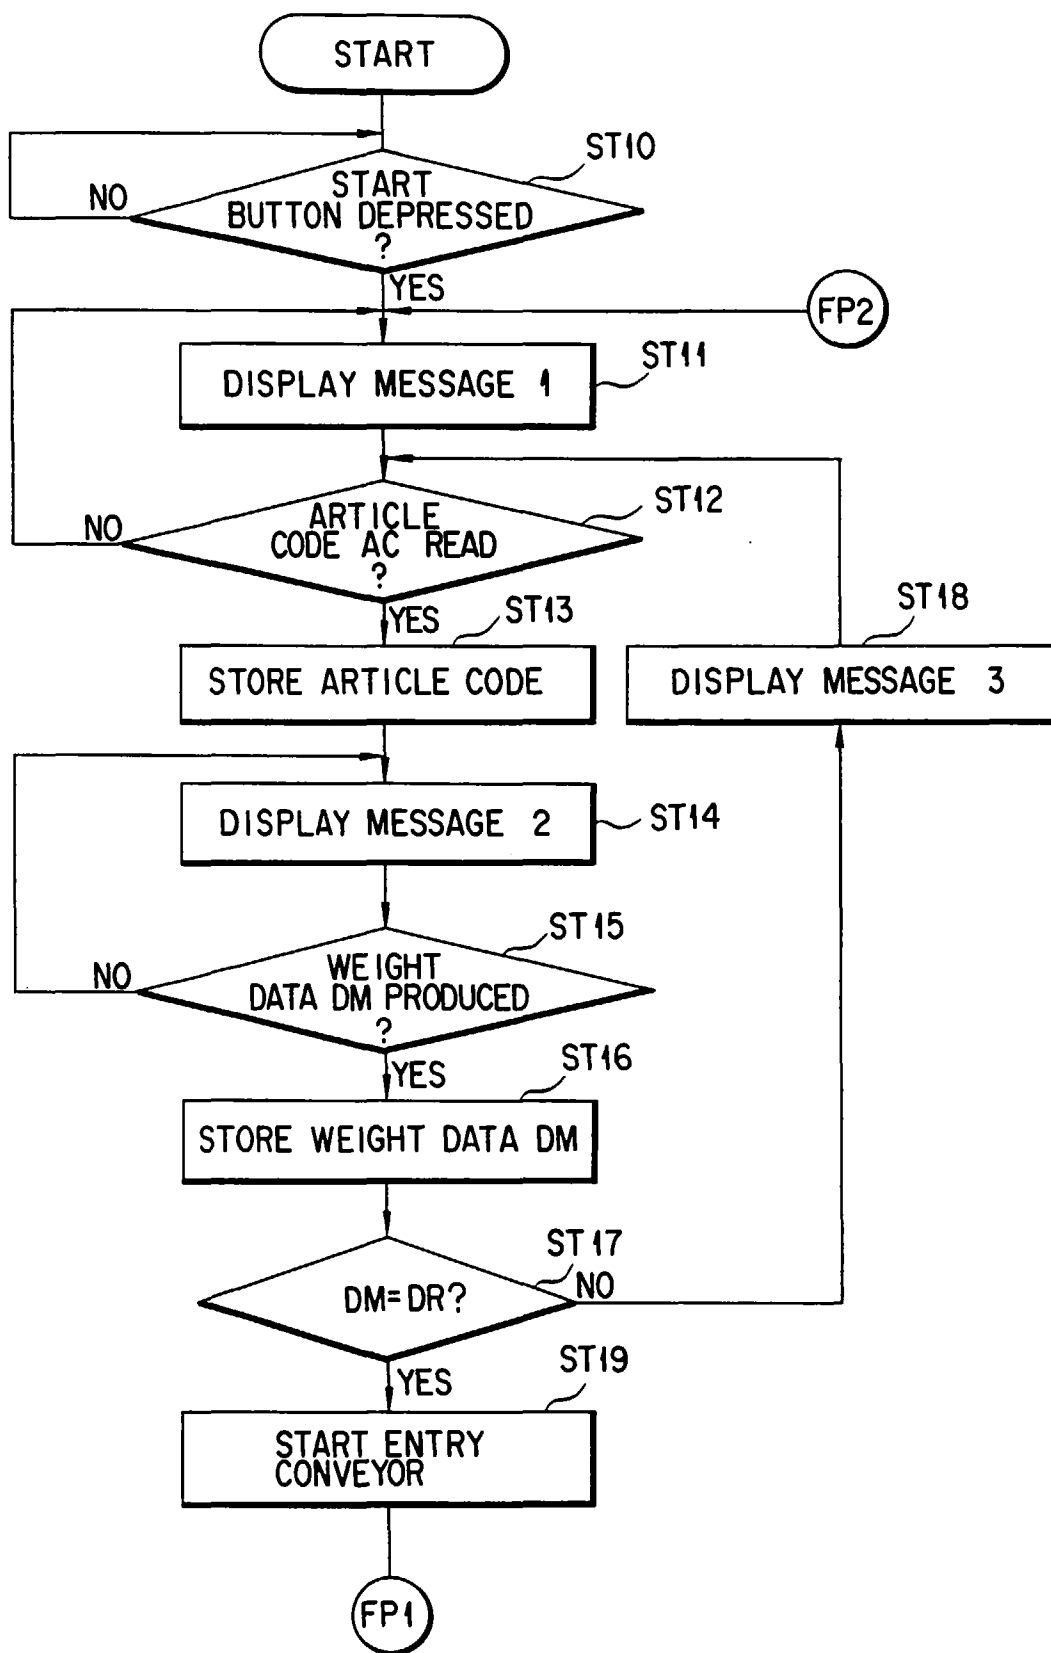 START
ST10
NO
START
BUTTON DEPRESSED
?
YES
FP2
ST11
DISPLAY MESSAGE 1
ST12
NO
ARTICLE
CODE AC READ
?
YES
ST13
STORE ARTICLE CODE
ST18
DISPLAY MESSAGE 3
DISPLAY MESSAGE 2
ST14
ST15
NO
WEIGHT
DATA DM PRODUCED
?
YES
ST16
STORE WEIGHT DATA DM
ST17
DM=DR?
NO
YES
ST19
START ENTRY
CONVEYOR
FP1